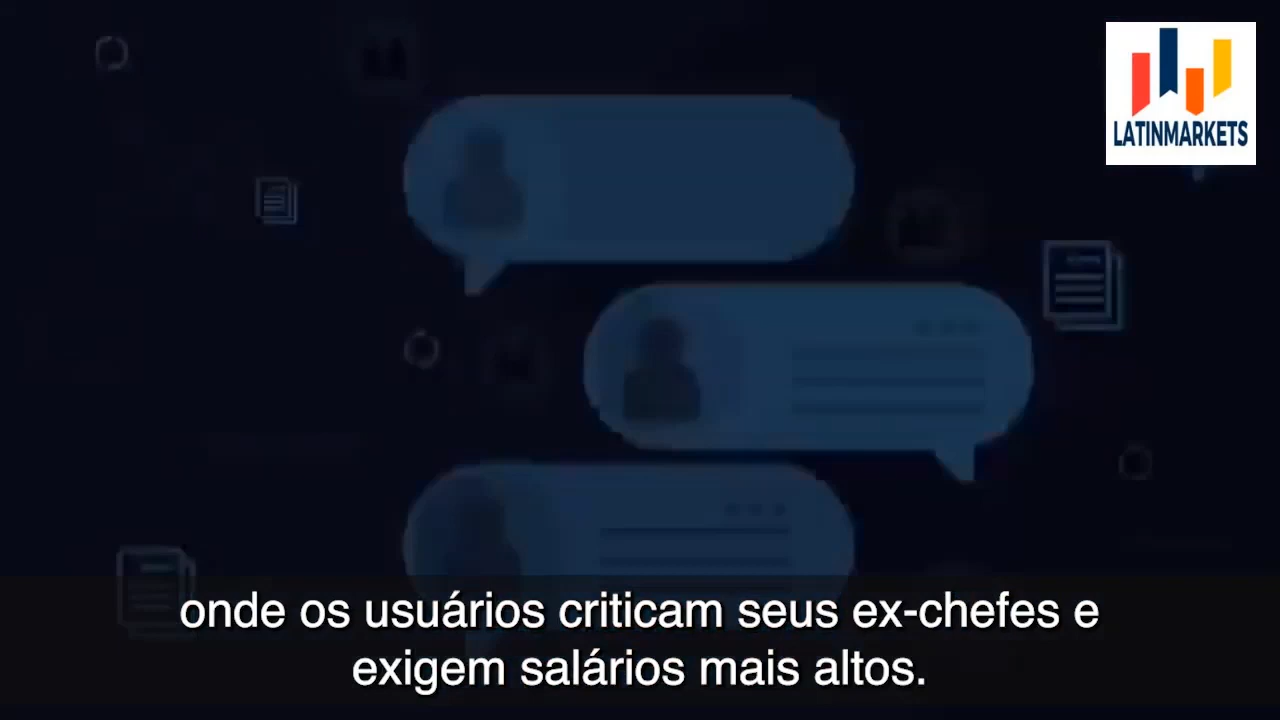 LATINMARKETS
onde os usuários criticam seus ex-chefes e
exigem salários mais altos.